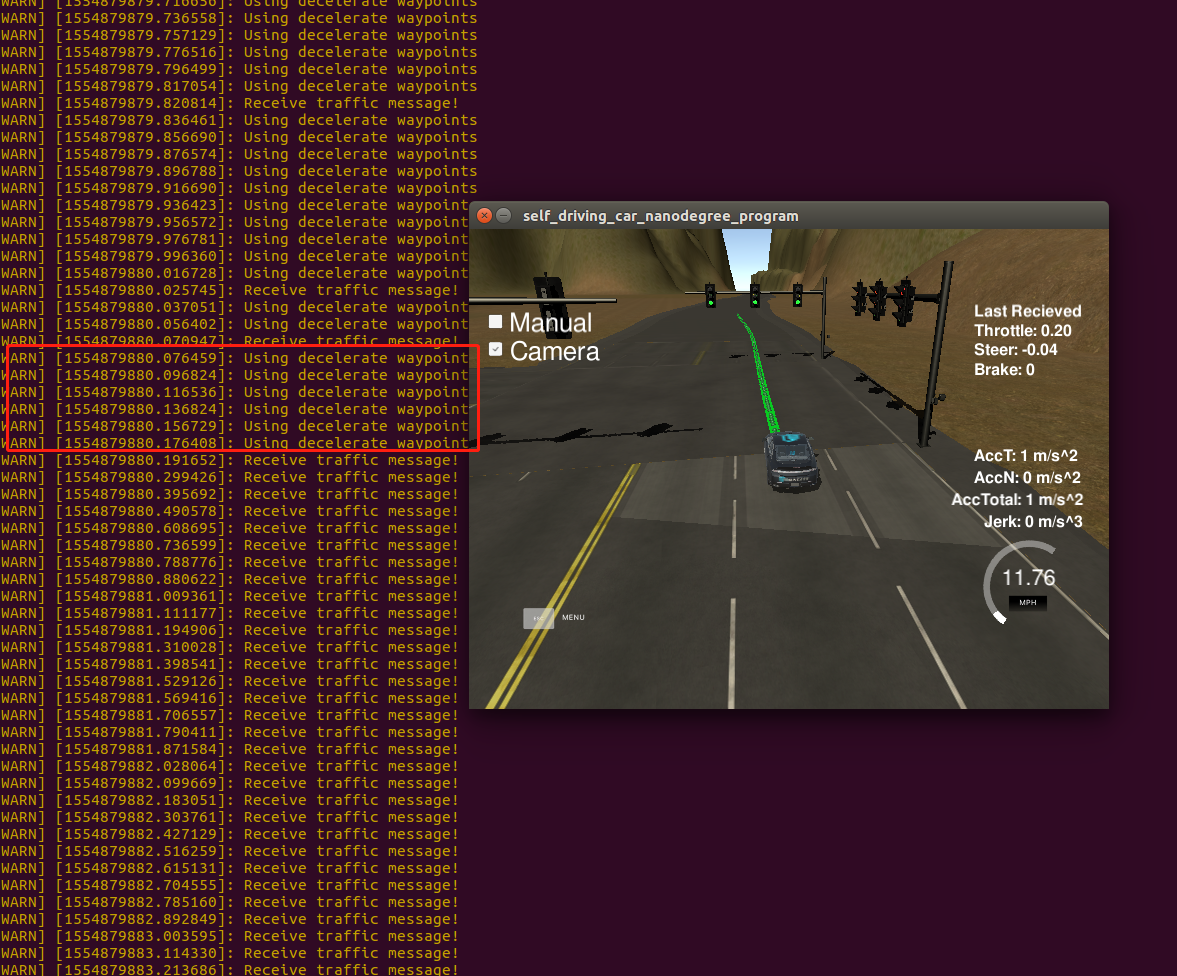 WARN] [1554879879.716656]: Using decelerate waypoints
WARN] [1554879879.736558]: Using decelerate waypoints
WARN] [1554879879.757129]: Using decelerate waypoints
WARN] [1554879879.776516]: Using decelerate waypoints
WARN] [1554879879.796499]: Using decelerate waypoints
WARN] [1554879879.817054]: Using decelerate waypoints
WARN] [1554879879.820814]: Receive traffic message!
WARN] [1554879879.836461]: Using decelerate waypoints
WARN] [1554879879.856690]: Using decelerate waypoints
WARN] [1554879879.876574]: Using decelerate waypoints
WARN] [1554879879.896788]: Using decelerate waypoints
WARN] [1554879879.916690]: Using decelerate waypoints
WARN] [1554879879.936423]: Using decelerate waypoint
WARN] [1554879879.956572]: Using decelerate waypoint
WARN] [1554879879.976781]: Using decelerate waypoint
WARN] [1554879879.996360]: Using decelerate waypoint
WARN] [1554879880.016728]: Using decelerate waypoint
WARN] [1554879880.025745]: Receive traffic message!
WARN] [1554879880.037051]: Using decelerate waypoint
WARN] [1554879880.056402]: Using decelerate waypoint
WARN] [1554879880.070947]: Receive traffic message!
WARN] [1554879880.076459]: Using decelerate waypoint
WARN] [1554879880.096824]: Using decelerate waypoint
WARN] [1554879880.116536]: Using decelerate waypoint
WARN] [1554879880.136824]: Using decelerate waypoint
WARN] [1554879880.156729]: Using decelerate waypoint
WARN] [1554879880.176408]: Using decelerate waypoint
WARN] [1554879880.191652]: Receive traffic message!
WARN] [1554879880.299426]: Receive traffic message!
WARN] [1554879880.395692]: Receive traffic message!
WARN] [1554879880.490578]: Receive traffic message!
WARN] [1554879880.608695]: Receive traffic message!
WARN] [1554879880.736599]: Receive traffic message!
WARN] [1554879880.788776]: Receive traffic message!
WARN] [1554879880.880622]: Receive traffic message!
WARN] [1554879881.009361]: Receive traffic message!
WARN] [1554879881.111177]: Receive traffic message!
WARN] [1554879881.194906]: Receive traffic message!
WARN] [1554879881.310028]: Receive traffic message!
WARN] [1554879881.398541]: Receive traffic message!
WARN] [1554879881.529126]: Receive traffic message!
WARN] [1554879881.569416]: Receive traffic message!
WARN] [1554879881.706557]: Receive traffic message!
WARN] [1554879881.790411]: Receive traffic message!
WARN] [1554879881.871584]: Receive traffic message!
WARN] [1554879882.028064]: Receive traffic message!
WARN] [1554879882.099669]: Receive traffic message!
WARN] [1554879882.183051]: Receive traffic message!
WARN] [1554879882.303761]: Receive traffic message!
WARN] [1554879882.427129]: Receive traffic message!
WARN] [1554879882.516259]: Receive traffic message!
WARN] [1554879882.615131]: Receive traffic message!
WARN] [1554879882.704555]: Receive traffic message!
WARN] [1554879882.785160]: Receive traffic message!
WARN] [1554879882.892849]: Receive traffic message!
WARN] [1554879883.003595]: Receive traffic message!
WARN] [1554879883.114330]: Receive traffic message!
WARN] [1554879883.213686]: Receive traffic message!
self_driving_car_nanodegree_program
Manual
Camera
Last Recieved
Throttle: 0.20
Steer: -0.04
Brake: 0
AccT: 1 m/s^2
AccN: 0 m/s^2
AccTotal: 1 m/s^2
Jerk: 0 m/s^3
11.76
MPH
MENU